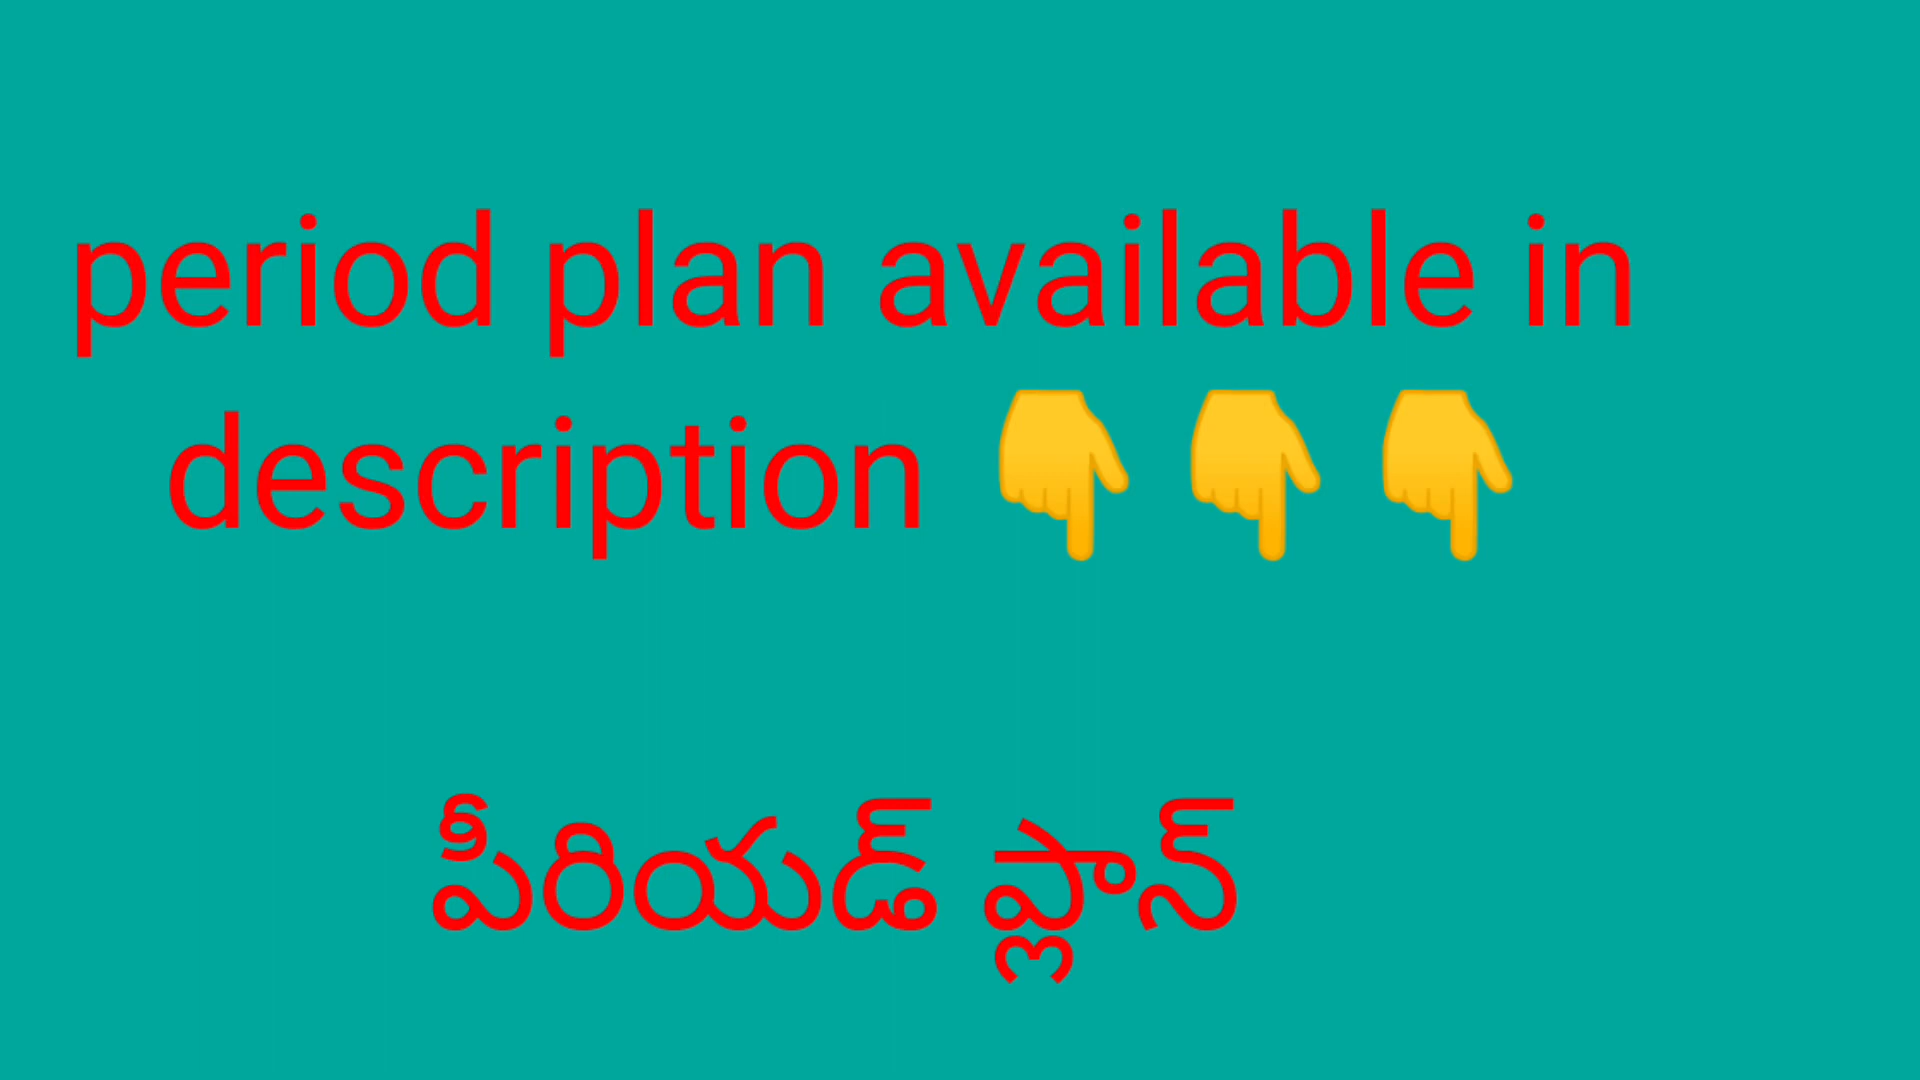 period plan available in
description 👇 👇 👇
పీరియడ్ ప్లాన్